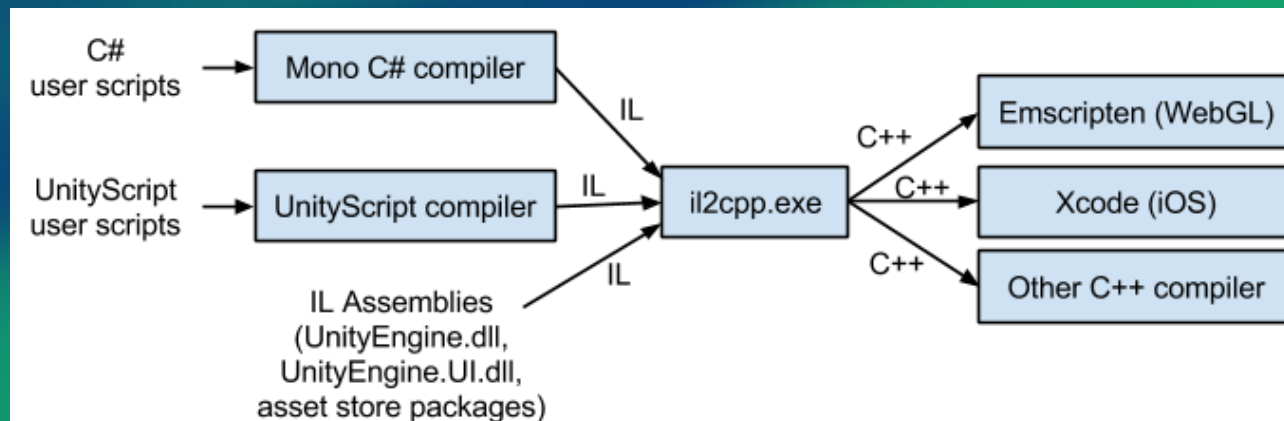 C#
user scripts
Mono C# compiler
IL
UnityScript
user scripts
UnityScript compiler
IL
IL Assemblies
(UnityEngine.dll,
UnityEngine.UI.dll,
asset store packages)
IL
il2cpp.exe
C++
Emscripten (WebGL)
C++
Xcode (iOS)
C++
Other C++ compiler